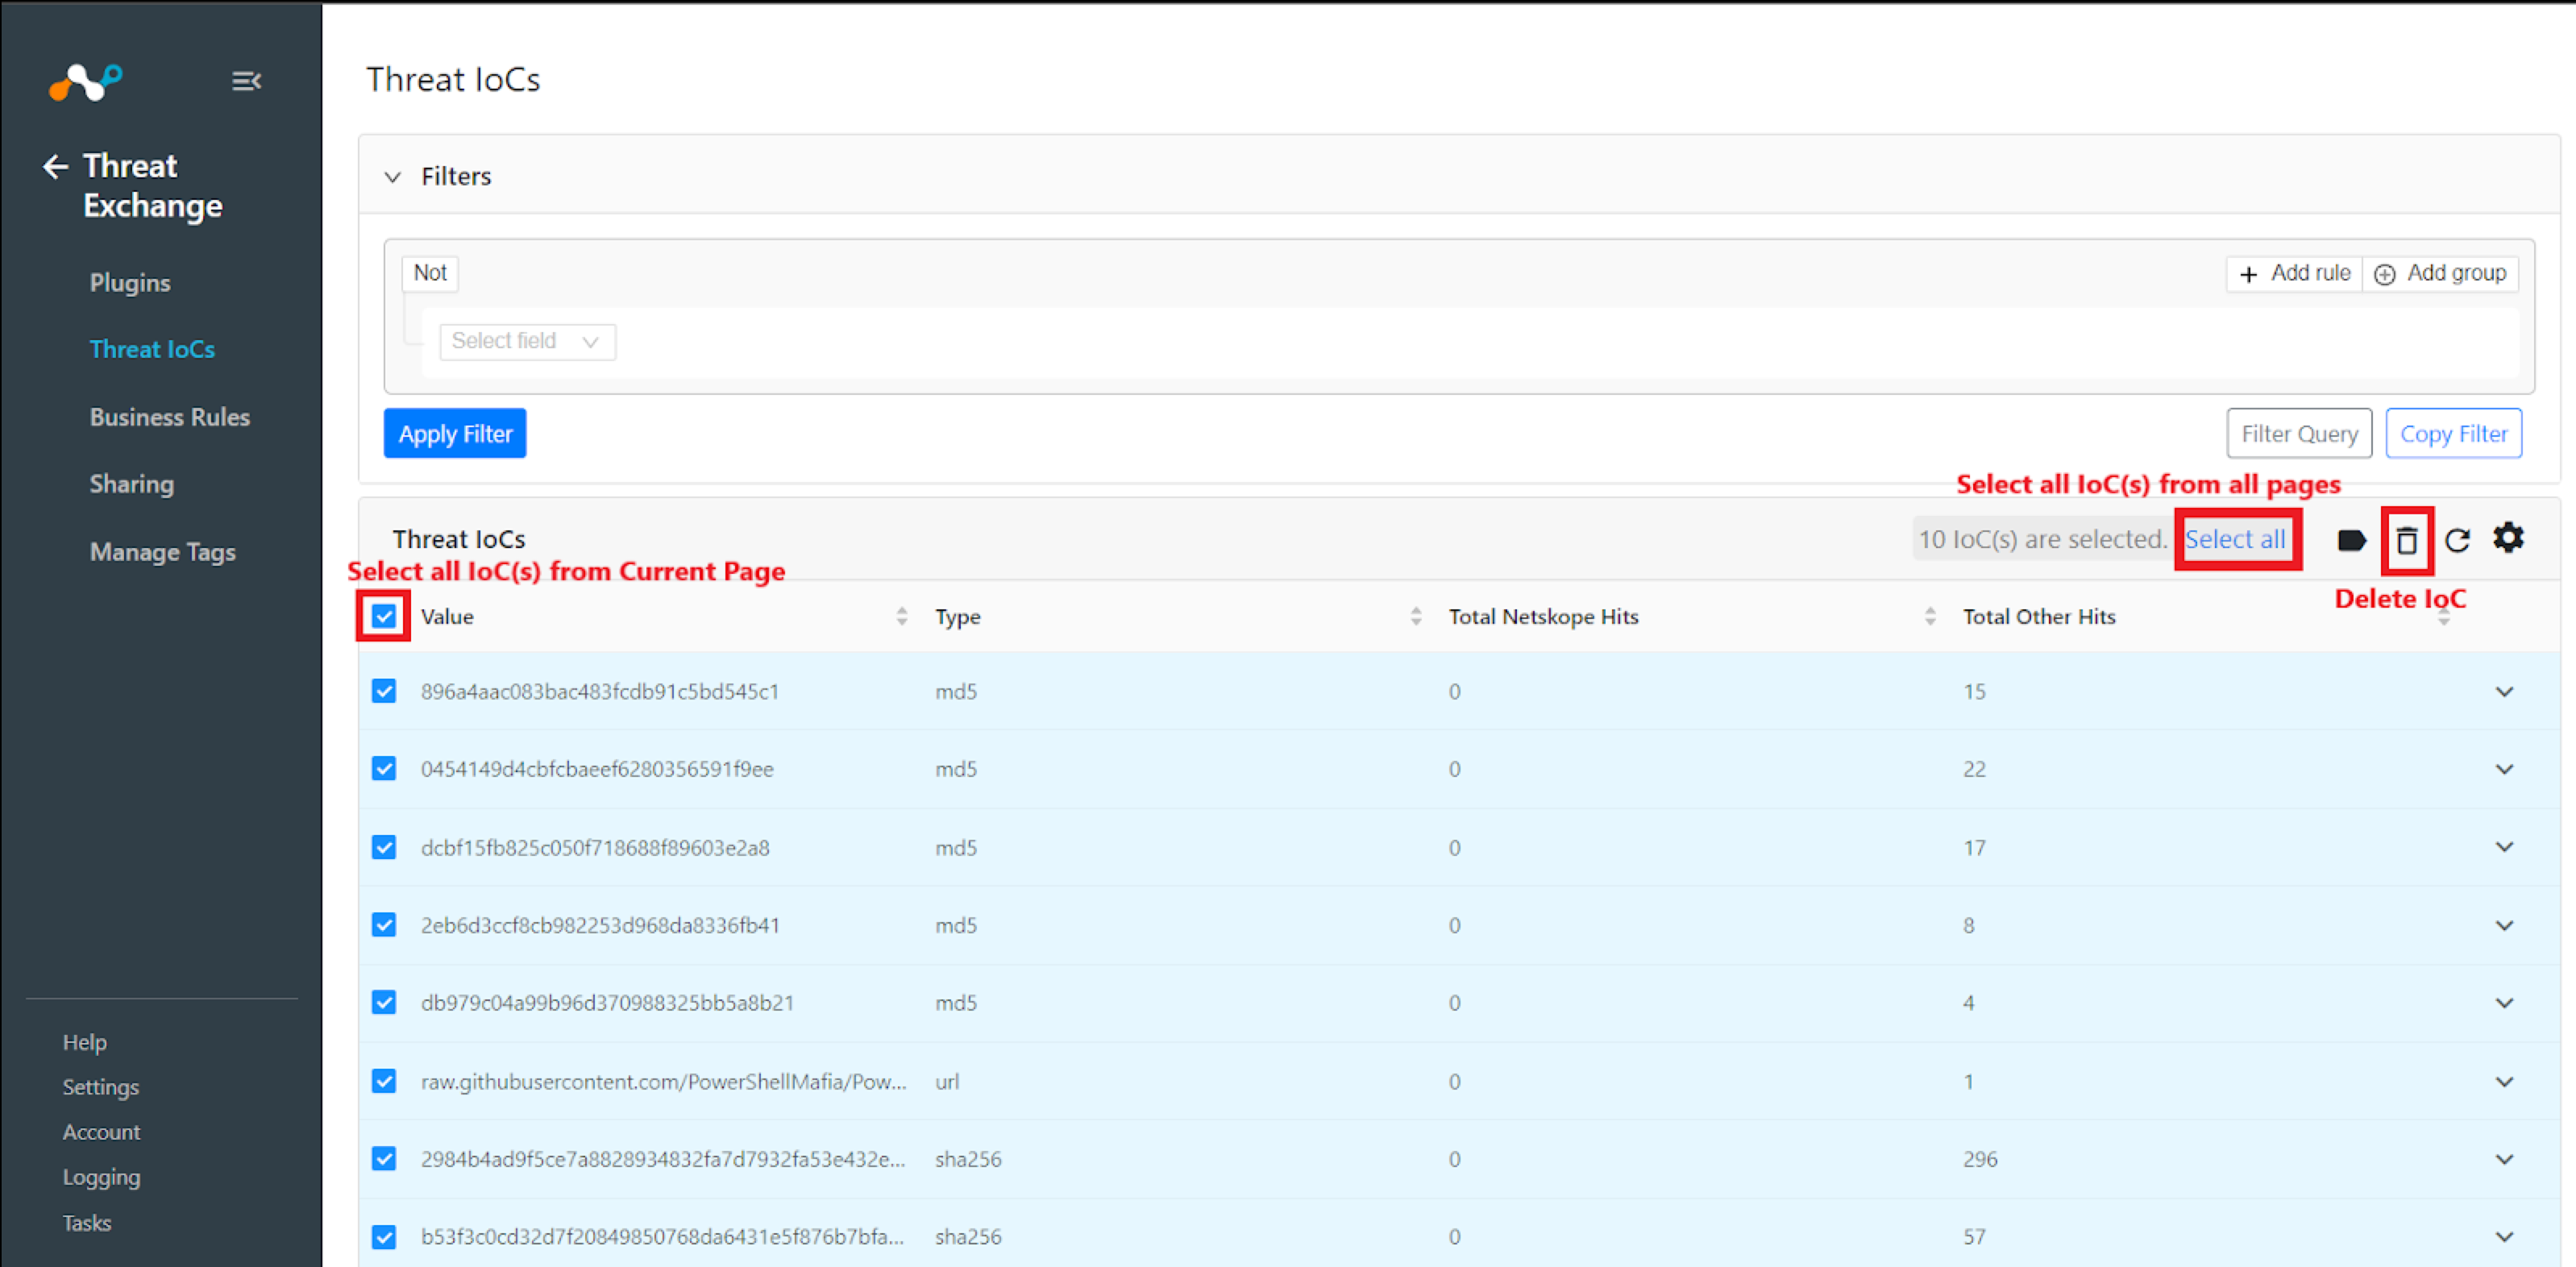 Threat IoCs
Threat
Exchange
Plugins
Threat IoCs
Business Rules
Sharing
Manage Tags
Help
Settings
Account
Logging
Tasks
Filters
Not
Add rule
Add group
Select field
Apply Filter
Filter Query
Copy Filter
Select all IoC(s) from all pages
Threat IoCs
10 IoC(s) are selected. Select all
Select all IoC(s) from Current Page
Delete IoC
Value Type Total Netskope Hits Total Other Hits
896a4aac083bac483fcdb91c5bd545c1 md5 0 15
0454149d4cbfcbaeef6280356591f9ee md5 0 22
dcbf15fb825c050f718688f89603e2a8 md5 0 17
2eb6d3ccf8cb982253d968da8336fb41 md5 0 8
db979c04a99b96d370988325bb5a8b21 md5 0 4
raw.githubusercontent.com/PowerShellMafia/Pow... url 0 1
2984b4ad9f5ce7a8828934832fa7d7932fa53e432e... sha256 0 296
b53f3c0cd32d7f20849850768da6431e5f876b7bfa... sha256 0 57